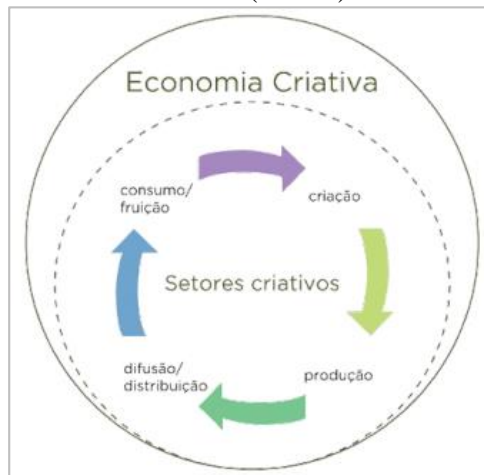 Economia Criativa
consumo/
fruição
criação
Setores criativos
difusão/
distribuição
produção